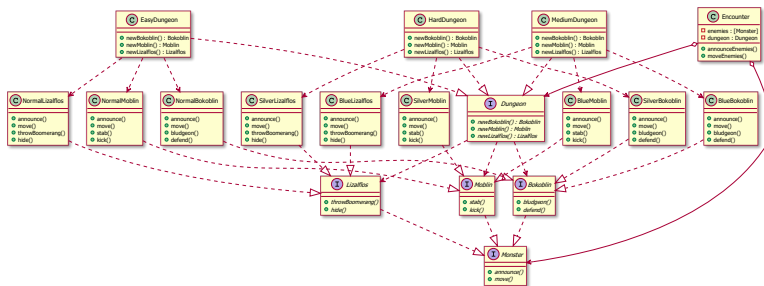 EasyDungeon
newBokoblin() : Bokoblin
newMoblin() : Moblin
newLizalflos() : Lizalflos
HardDungeon
newBokoblin() : Bokoblin
newMoblin() : Moblin
newLizalflos() : Lizalflos
MediumDungeon
newBokoblin() : Bokoblin
newMoblin() : Moblin
newLizalflos() : Lizalflos
Encounter
enemies : [Monster]
dungeon : Dungeon
announceEnemies()
moveEnemies()
NormalLizalflos
announce()
move()
throwBoomerang()
hide()
NormalMoblin
announce()
move()
stab()
kick()
NormalBokoblin
announce()
move()
bludgeon()
defend()
SilverLizalflos
announce()
move()
throwBoomerang()
hide()
BlueLizalflos
announce()
move()
throwBoomerang()
hide()
SilverMoblin
announce()
move()
stab()
kick()
Dungeon
newBokoblin() : Bokoblin
newMoblin() : Moblin
newLizalflos() : Lizalflos
BlueMoblin
announce()
move()
stab()
kick()
SilverBokoblin
announce()
move()
bludgeon()
defend()
BlueBokoblin
announce()
move()
bludgeon()
defend()
Lizalflos
throwBoomerang()
hide()
Moblin
stab()
kick()
Bokoblin
bludgeon()
defend()
Monster
announce()
move()